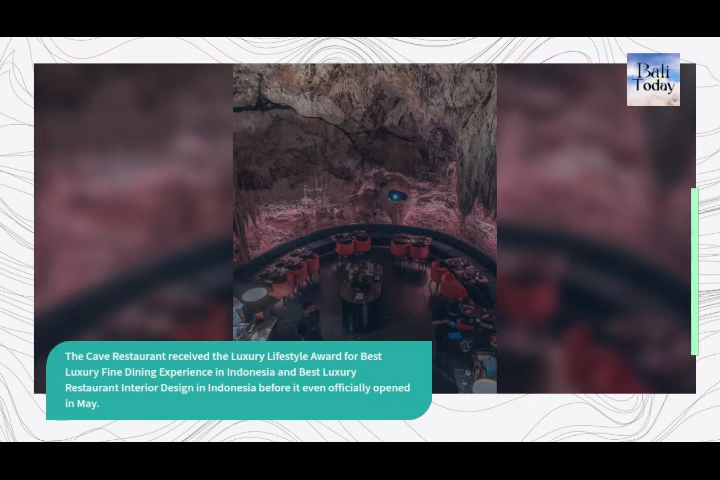 Bali
Today
The Cave Restaurant received the Luxury Lifestyle Award for Best
Luxury Fine Dining Experience in Indonesia and Best Luxury
Restaurant Interior Design in Indonesia before it even officially opened
in May.